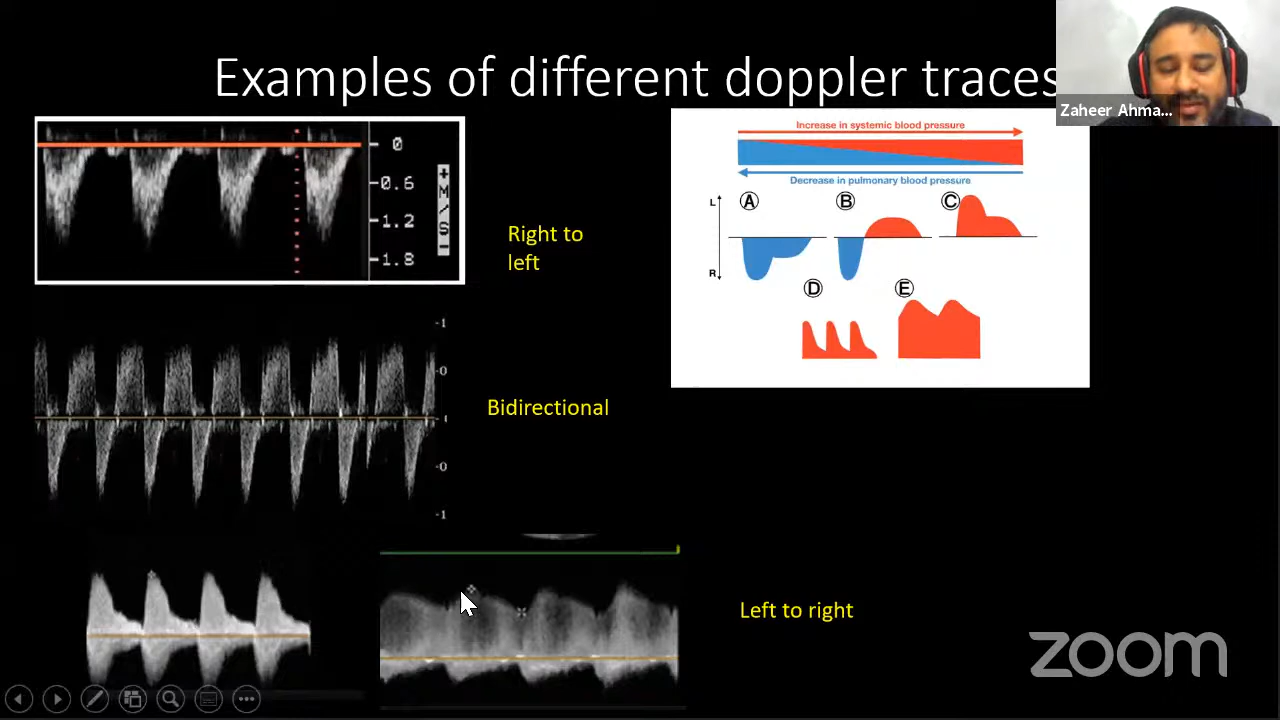 Examples of different doppler traces
Zaheer Ahma...
0
-0.6
1.2
-1.8
+
M
/
S
-
Right to
left
Increase in systemic blood pressure
Decrease in pulmonary blood pressure
L
R
A
B
C
D
E
-1
-0
-0
-1
Bidirectional
Left to right
zoom